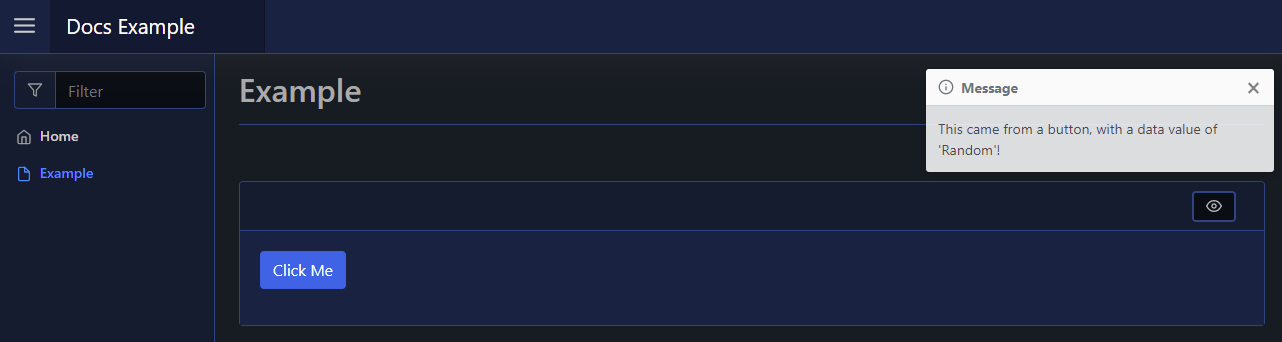 Docs Example
Filter
Home
Example
Example
Message
This came from a button, with a data value of
'Random'!
Click Me